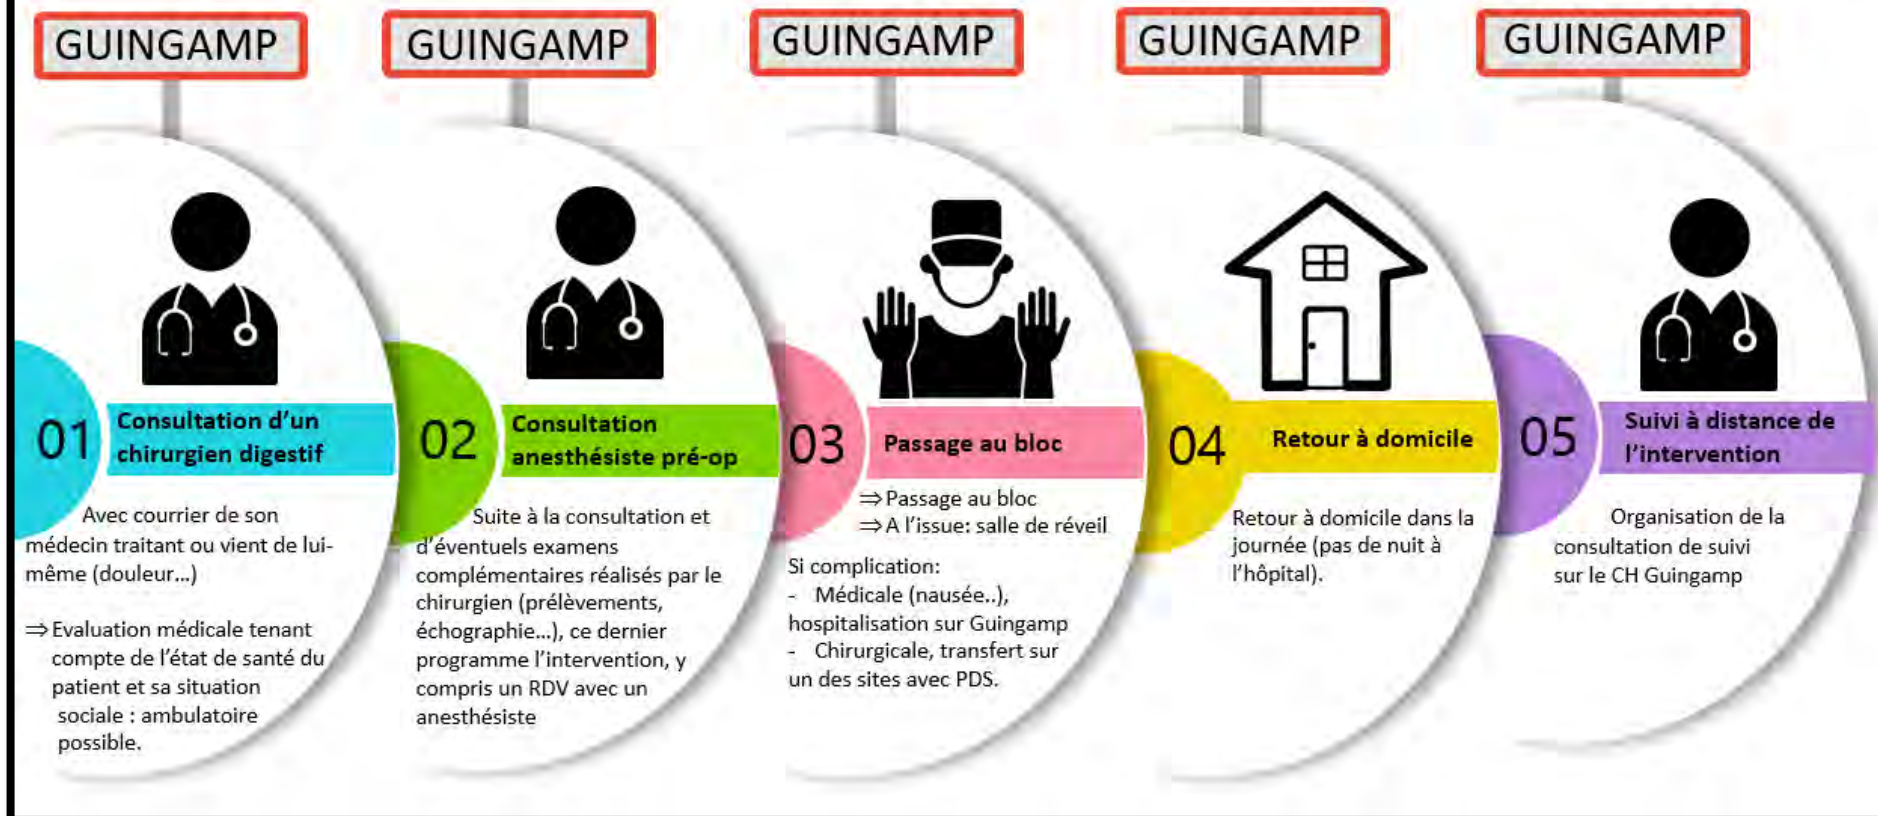 GUINGAMP
GUINGAMP
GUINGAMP
GUINGAMP
GUINGAMP
01
Consultation d’un
chirurgien digestif
Avec courrier de son
médecin traitant ou vient de lui-
même (douleur...)
⇒ Evaluation médicale tenant
compte de l’état de santé du
patient et sa situation
sociale : ambulatoire
possible.
02
Consultation
anesthésiste pré-op
Suite à la consultation et
d’éventuels examens
complémentaires réalisés par le
chirurgien (prélèvements,
échographie...), ce dernier
programme l’intervention, y
compris un RDV avec un
anesthésiste
03
Passage au bloc
⇒ Passage au bloc
⇒ A l’issue: salle de réveil
Si complication:
- Médicale (nausée..),
hospitalisation sur Guingamp
- Chirurgicale, transfert sur
un des sites avec PDS.
04
Retour à domicile
Retour à domicile dans la
journée (pas de nuit à
l’hôpital).
05
Suivi à distance de
l’intervention
Organisation de la
consultation de suivi
sur le CH Guingamp